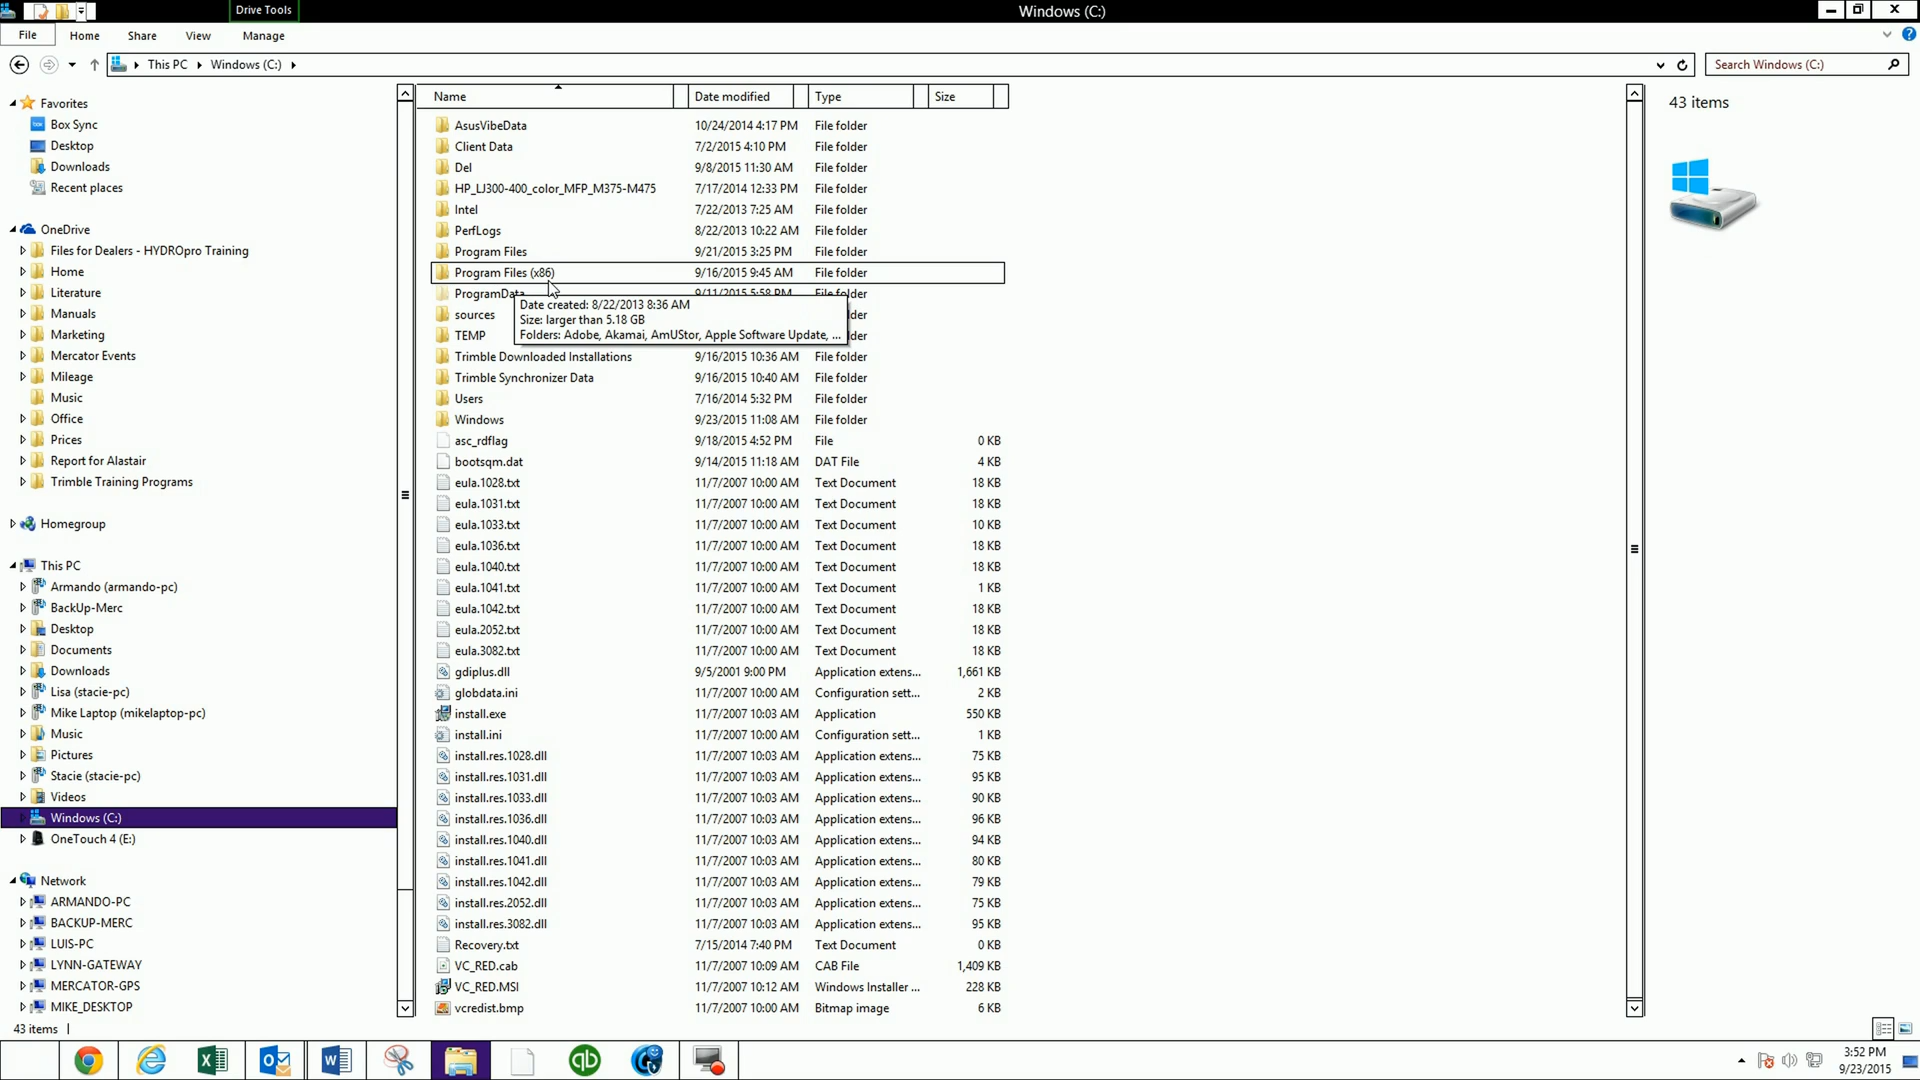 Drive Tools
Windows (C:)
File Home Share View Manage
This PC Windows (C:)
Search Windows (C:)
Favorites
Box Sync
Desktop
Downloads
Recent places
OneDrive
Files for Dealers - HYDROpro Training
Home
Literature
Manuals
Marketing
Mercator Events
Mileage
Music
Office
Prices
Report for Alastair
Trimble Training Programs
Homegroup
This PC
Armando (armando-pc)
BackUp-Merc
Desktop
Documents
Downloads
Lisa (stacie-pc)
Mike Laptop (mikelaptop-pc)
Music
Pictures
Stacie (stacie-pc)
Videos
Windows (C:)
OneTouch 4 (E:)
Network
ARMANDO-PC
BACKUP-MERC
LUIS-PC
LYNN-GATEWAY
MERCATOR-GPS
MIKE_DESKTOP
Name Date modified Type Size
AsusVibeData 10/24/2014 4:17 PM File folder
Client Data 7/2/2015 4:10 PM File folder
Del 9/8/2015 11:30 AM File folder
HP_LJ300-400_color_MFP_M375-M475 7/17/2014 12:33 PM File folder
Intel 7/22/2013 7:25 AM File folder
PerfLogs 8/22/2013 10:22 AM File folder
Program Files 9/21/2015 3:25 PM File folder
Program Files (x86) 9/16/2015 9:45 AM File folder
ProgramData 9/11/2015 5:58 PM File folder
sources lder
TEMP lder
Date created: 8/22/2013 8:36 AM
Size: larger than 5.18 GB
Folders: Adobe, Akamai, AmUStor, Apple Software Update, ...
Trimble Downloaded Installations 9/16/2015 10:36 AM File folder
Trimble Synchronizer Data 9/16/2015 10:40 AM File folder
Users 7/16/2014 5:32 PM File folder
Windows 9/23/2015 11:08 AM File folder
asc_rdflag 9/18/2015 4:52 PM File 0 KB
bootsqm.dat 9/14/2015 11:18 AM DAT File 4 KB
eula.1028.txt 11/7/2007 10:00 AM Text Document 18 KB
eula.1031.txt 11/7/2007 10:00 AM Text Document 18 KB
eula.1033.txt 11/7/2007 10:00 AM Text Document 10 KB
eula.1036.txt 11/7/2007 10:00 AM Text Document 18 KB
eula.1040.txt 11/7/2007 10:00 AM Text Document 18 KB
eula.1041.txt 11/7/2007 10:00 AM Text Document 1 KB
eula.1042.txt 11/7/2007 10:00 AM Text Document 18 KB
eula.2052.txt 11/7/2007 10:00 AM Text Document 18 KB
eula.3082.txt 11/7/2007 10:00 AM Text Document 18 KB
gdiplus.dll 9/5/2001 9:00 PM Application extens... 1,661 KB
globdata.ini 11/7/2007 10:00 AM Configuration sett... 2 KB
install.exe 11/7/2007 10:03 AM Application 550 KB
install.ini 11/7/2007 10:00 AM Configuration sett... 1 KB
install.res.1028.dll 11/7/2007 10:03 AM Application extens... 75 KB
install.res.1031.dll 11/7/2007 10:03 AM Application extens... 95 KB
install.res.1033.dll 11/7/2007 10:03 AM Application extens... 90 KB
install.res.1036.dll 11/7/2007 10:03 AM Application extens... 96 KB
install.res.1040.dll 11/7/2007 10:03 AM Application extens... 94 KB
install.res.1041.dll 11/7/2007 10:03 AM Application extens... 80 KB
install.res.1042.dll 11/7/2007 10:03 AM Application extens... 79 KB
install.res.2052.dll 11/7/2007 10:03 AM Application extens... 75 KB
install.res.3082.dll 11/7/2007 10:03 AM Application extens... 95 KB
Recovery.txt 7/15/2014 7:40 PM Text Document 0 KB
VC_RED.cab 11/7/2007 10:09 AM CAB File 1,409 KB
VC_RED.MSI 11/7/2007 10:12 AM Windows Installer ... 228 KB
vcredist.bmp 11/7/2007 10:00 AM Bitmap image 6 KB
43 items
43 items
3:52 PM
9/23/2015